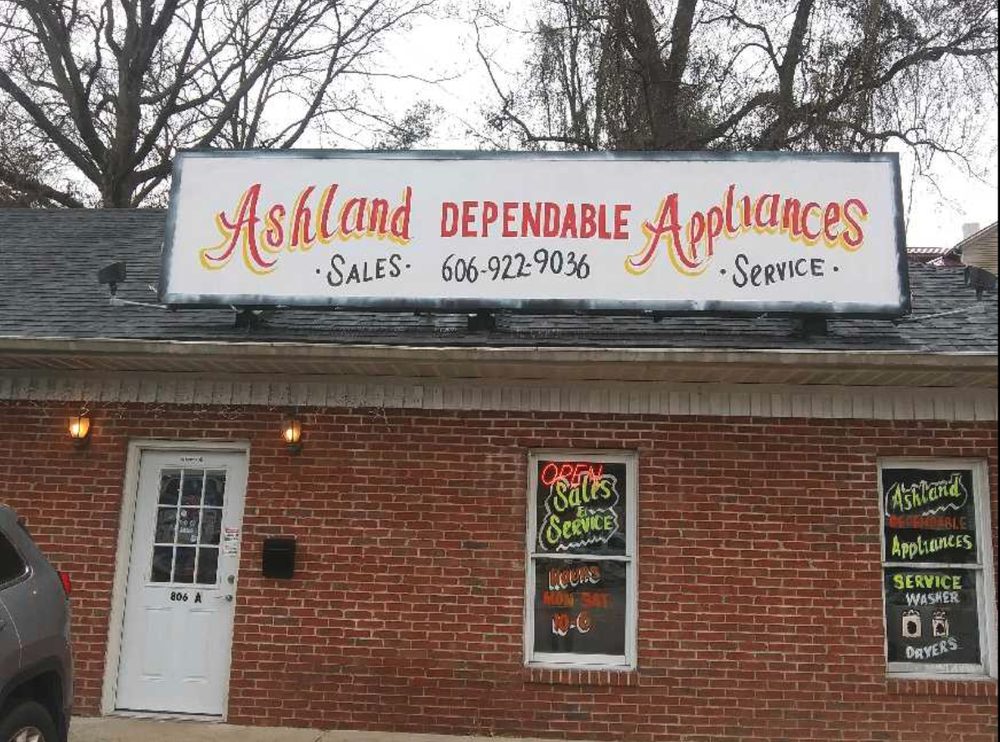 Ashland DEPENDABLE Appliances
·SALES· 606-922-9036 ·SERVICE·
806 A
OPEN
Sales
&
SERVICE
HOURS
MON SAT
10-6
Ashland
DEPENDABLE
Appliances
SERVICE
WASHER
DRYERS